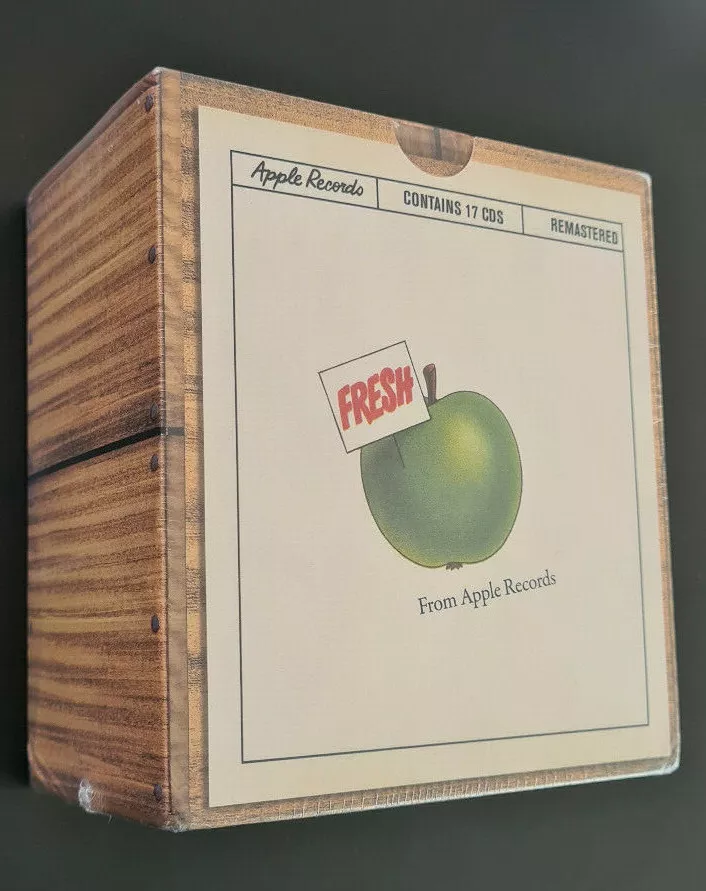 Apple Records
CONTAINS 17 CDS
REMASTERED
FRESH
From Apple Records